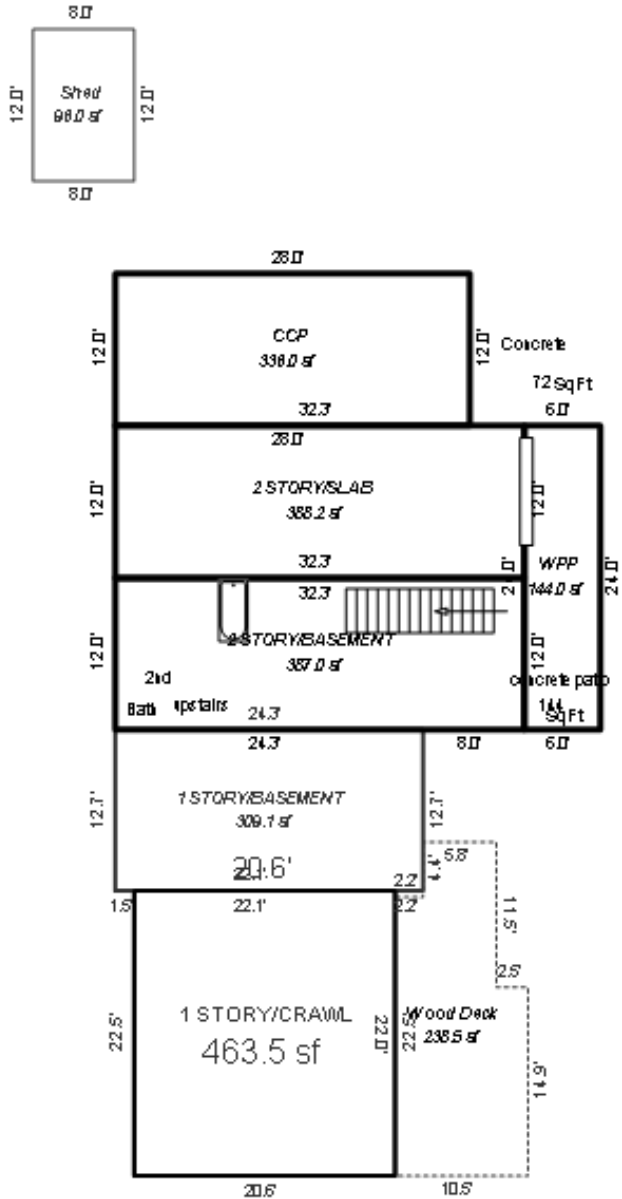 8.0'
12.0'
Shed
96.0 sf
12.0'
8.0'
28.0'
12.0'
CCP
336.0 sf
12.0'
Concrete
72 SqFt
32.3'
6.0'
28.0'
12.0'
2 STORY/SLAB
388.2 sf
12.0'
32.3'
WPP
144.0 sf
24.0'
32.3'
12.0'
2 STORY/BASEMENT
387.0 sf
12.0'
2nd
Bath upstairs
concrete patio
144
SqFt
24.3'
24.3'
8.0'
6.0'
12.7'
1 STORY/BASEMENT
309.1 sf
12.7'
20.6'
2.2'
4.4'
5.8'
1.5'
22.1'
2.2'
11.5'
2.5'
22.5'
1 STORY/CRAWL
463.5 sf
22.0'
22.5'
Wood Deck
238.5 sf
14.9'
20.6'
10.5'